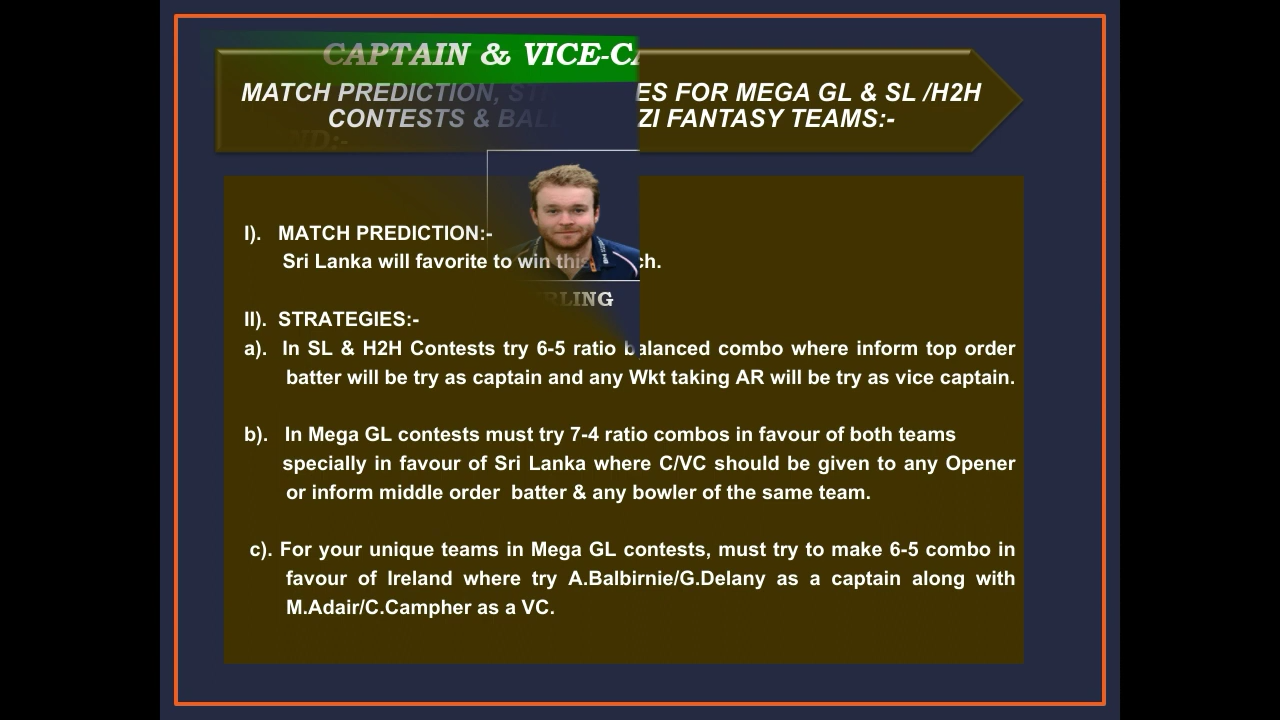 CAPTAIN & VICE-CA
MATCH PREDICTION, ST ES FOR MEGA GL & SL /H2H
CONTESTS & BAL ZI FANTASY TEAMS:-
ND:-
I). MATCH PREDICTION:-
Sri Lanka will favorite to win this ch.
RLING
II). STRATEGIES:-
a). In SL & H2H Contests try 6-5 ratio balanced combo where inform top order
batter will be try as captain and any Wkt taking AR will be try as vice captain.
b). In Mega GL contests must try 7-4 ratio combos in favour of both teams
specially in favour of Sri Lanka where C/VC should be given to any Opener
or inform middle order batter & any bowler of the same team.
c). For your unique teams in Mega GL contests, must try to make 6-5 combo in
favour of Ireland where try A.Balbirnie/G.Delany as a captain along with
M.Adair/C.Campher as a VC.